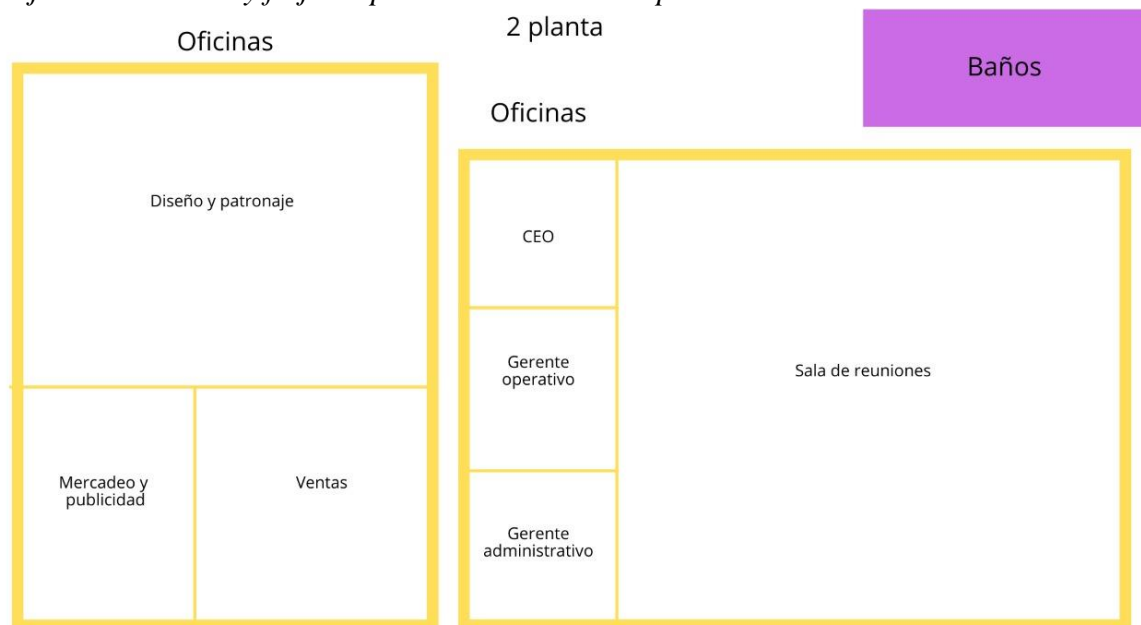 2 planta
Oficinas
Baños
Oficinas
Diseño y patronaje
CEO
Gerente
operativo
Sala de reuniones
Mercadeo y
publicidad
Ventas
Gerente
administrativo